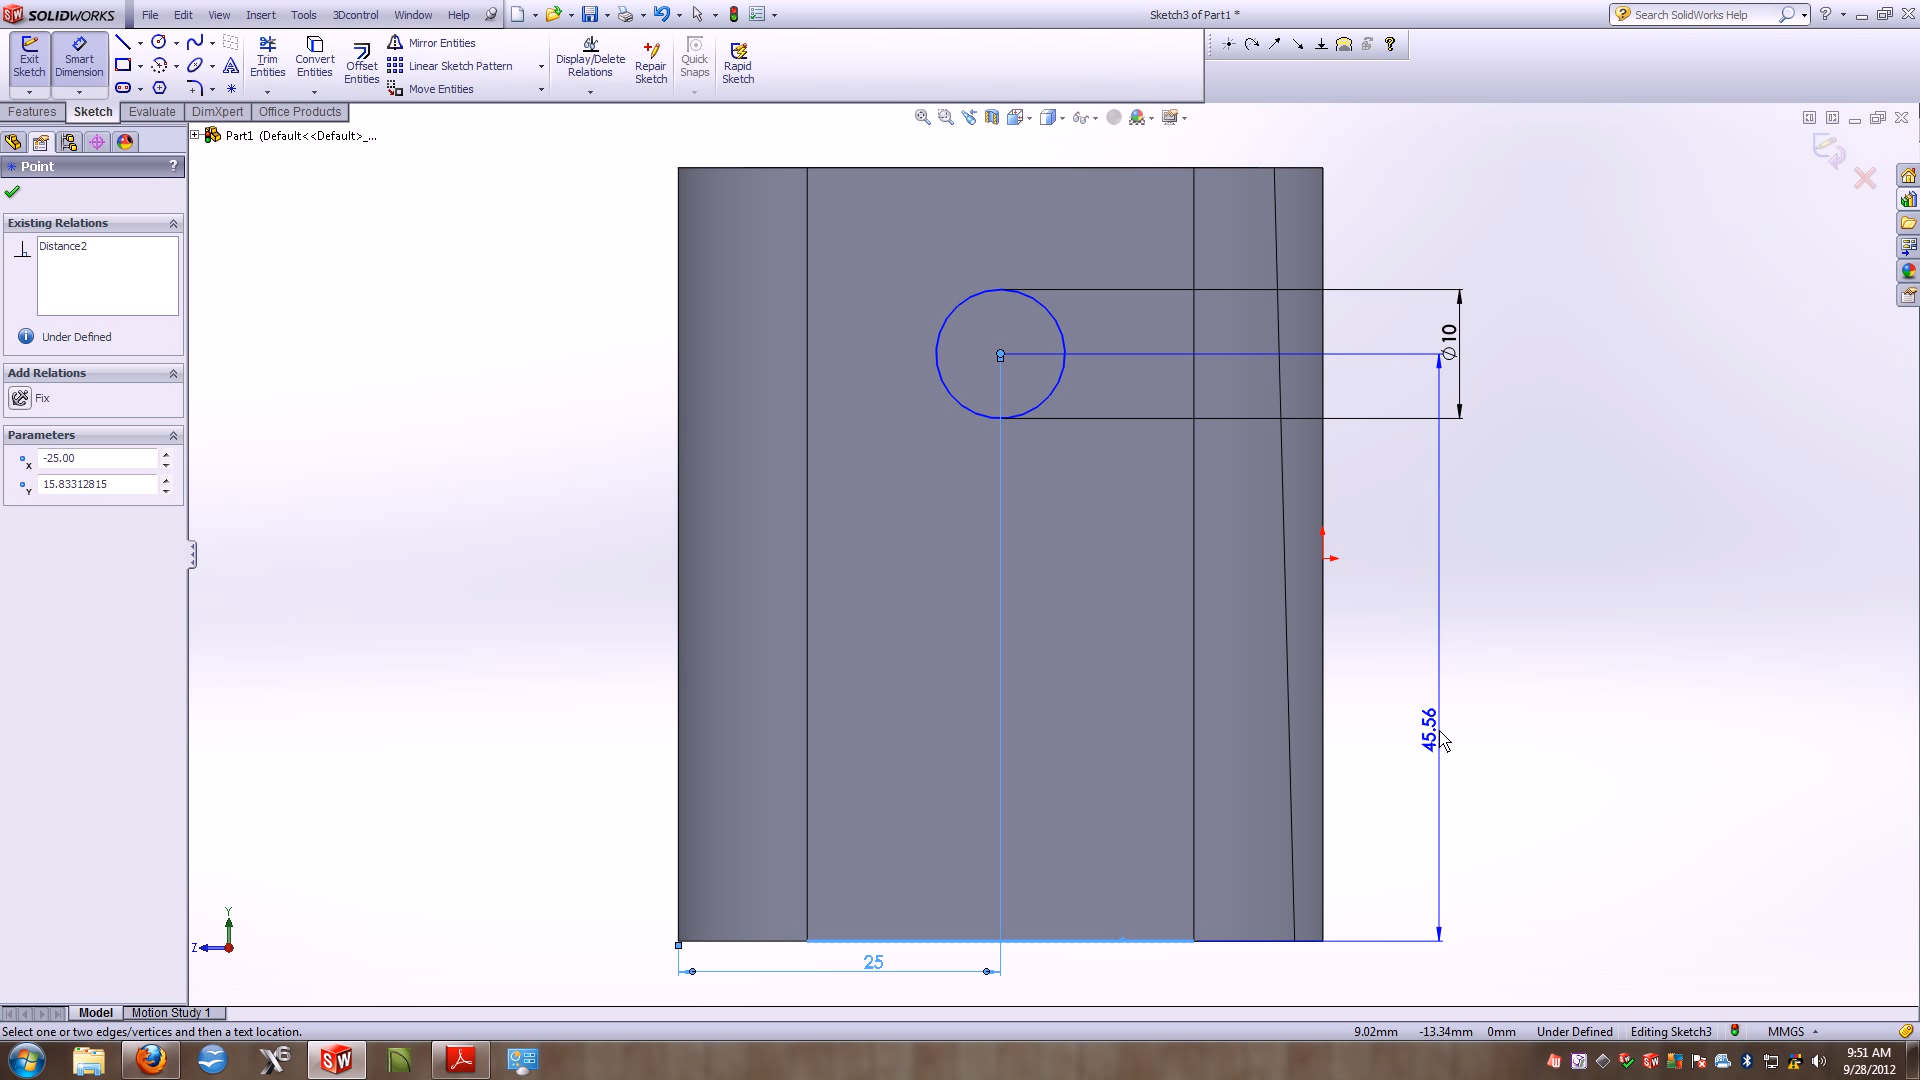 SOLIDWORKS File Edit View Insert Tools 3Dcontrol Window Help
Sketch3 of Part1 *
Search SolidWorks Help
Exit Sketch
Smart Dimension
Trim Entities
Convert Entities
Offset Entities
Mirror Entities
Linear Sketch Pattern
Move Entities
Display/Delete Relations
Repair Sketch
Quick Snaps
Rapid Sketch
Features Sketch Evaluate DimXpert Office Products
Part1 (Default<<Default>_...
Point ?
Existing Relations
Distance2
Under Defined
Add Relations
Fix
Parameters
X -25.00
Y 15.83312815
∅10
45.56
25
Y
Z
Model Motion Study 1
Select one or two edges/vertices and then a text location.
9.02mm -13.34mm 0mm Under Defined Editing Sketch3 MMGS
9:51 AM
9/28/2012